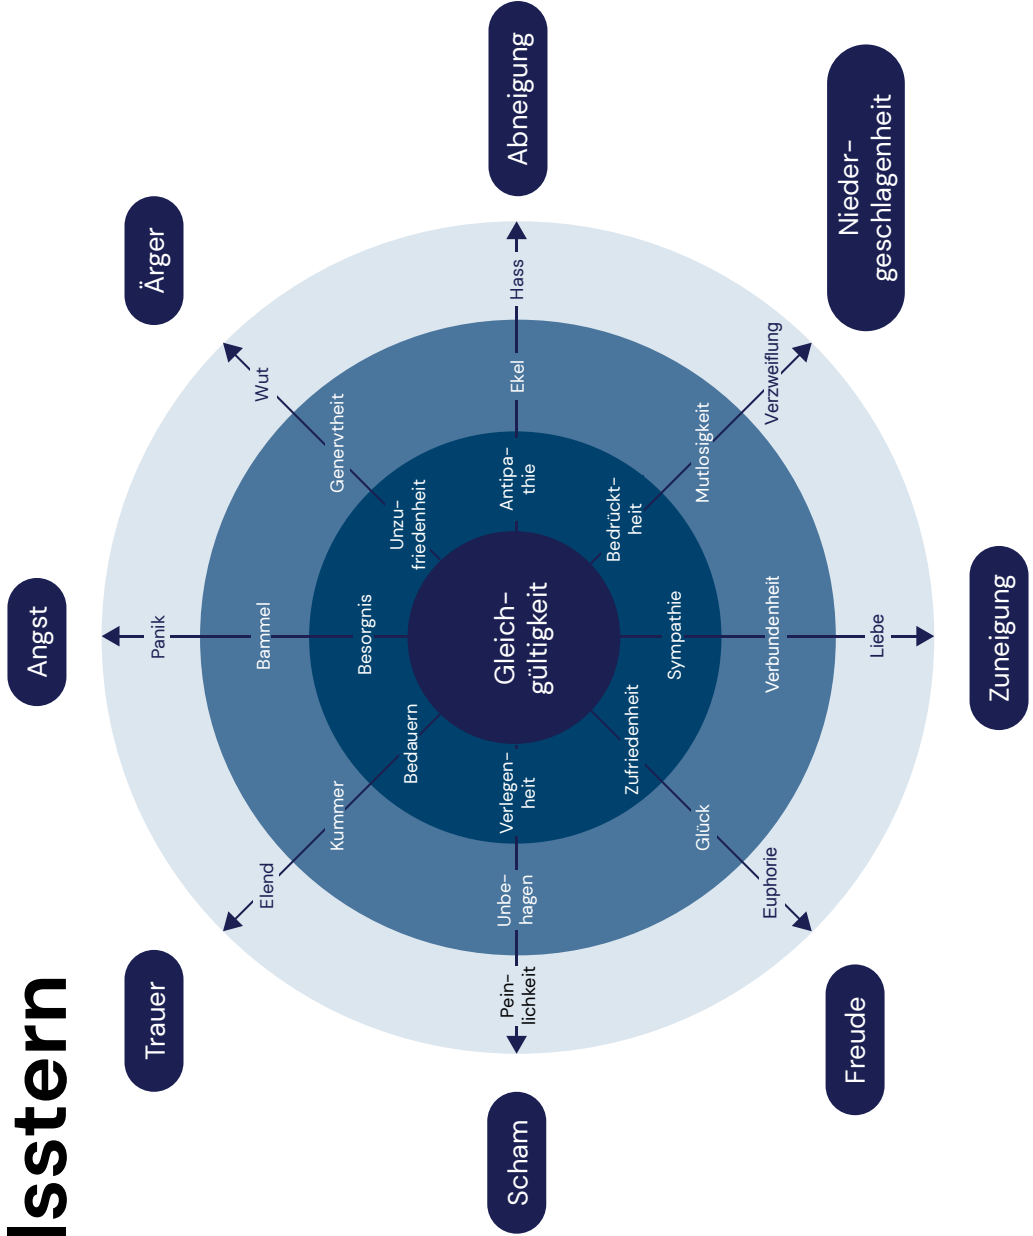 lsstern
Angst
Trauer
Panik
Ärger
Elend
Bammel
Wut
Kummer
Besorgnis
Genervtheit
Bedauern
Unzu-
friedenheit
Scham
Pein-
lichkeit
Unbe-
hagen
Verlegen-
heit
Gleich-
gültigkeit
Antipa-
thie
Ekel
Hass
Abneigung
Zufriedenheit
Bedrückt-
heit
Sympathie
Glück
Mutlosigkeit
Euphorie
Verbundenheit
Verzweiflung
Freude
Liebe
Nieder-
geschlagenheit
Zuneigung